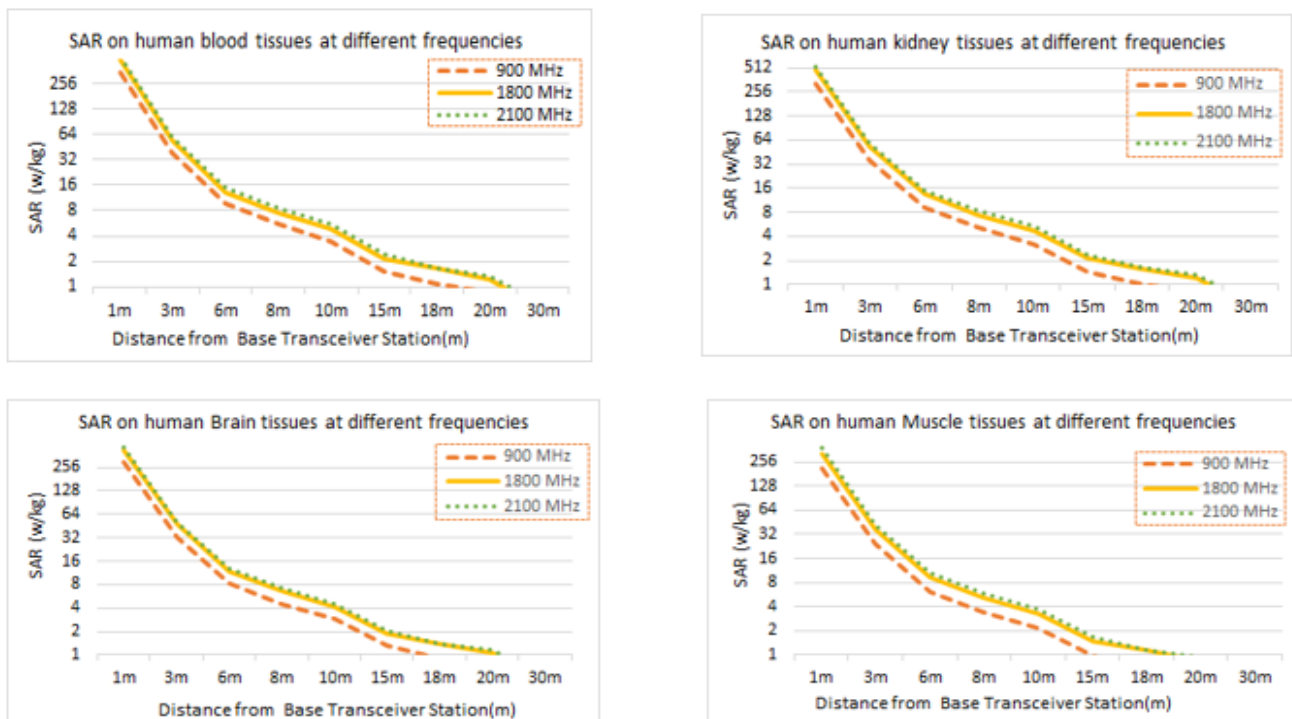 SAR on human blood tissues at different frequencies
256
128
64
32
16
8
4
2
1
SAR (w/kg)
900 MHz
1800 MHz
2100 MHz
1m 3m 6m 8m 10m 15m 18m 20m 30m
Distance from Base Transceiver Station(m)
SAR on human kidney tissues at different frequencies
512
256
128
64
32
16
8
4
2
1
SAR (w/kg)
900 MHz
1800 MHz
2100 MHz
1m 3m 6m 8m 10m 15m 18m 20m 30m
Distance from Base Transceiver Station(m)
SAR on human Brain tissues at different frequencies
256
128
64
32
16
8
4
2
1
SAR (w/kg)
900 MHz
1800 MHz
2100 MHz
1m 3m 6m 8m 10m 15m 18m 20m 30m
Distance from Base Transceiver Station(m)
SAR on human Muscle tissues at different frequencies
256
128
64
32
16
8
4
2
1
SAR (w/kg)
900 MHz
1800 MHz
2100 MHz
1m 3m 6m 8m 10m 15m 18m 20m 30m
Distance from Base Transceiver Station(m)